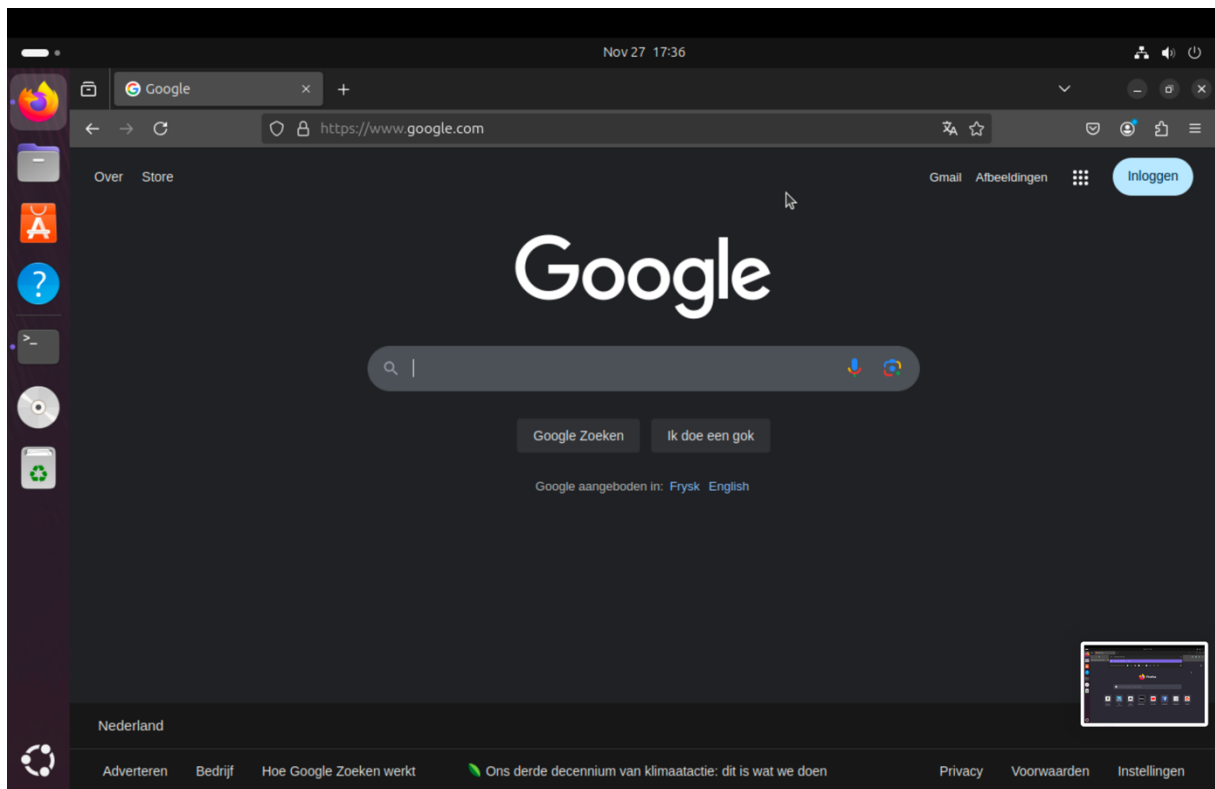 Nov 27 17:36
Google
https://www.google.com
Over Store
Gmail Afbeeldingen Inloggen
Google
Google Zoeken Ik doe een gok
Google aangeboden in: Frysk English
Nederland
Adverteren Bedrijf Hoe Google Zoeken werkt Ons derde decennium van klimaatactie: dit is wat we doen Privacy Voorwaarden Instellingen